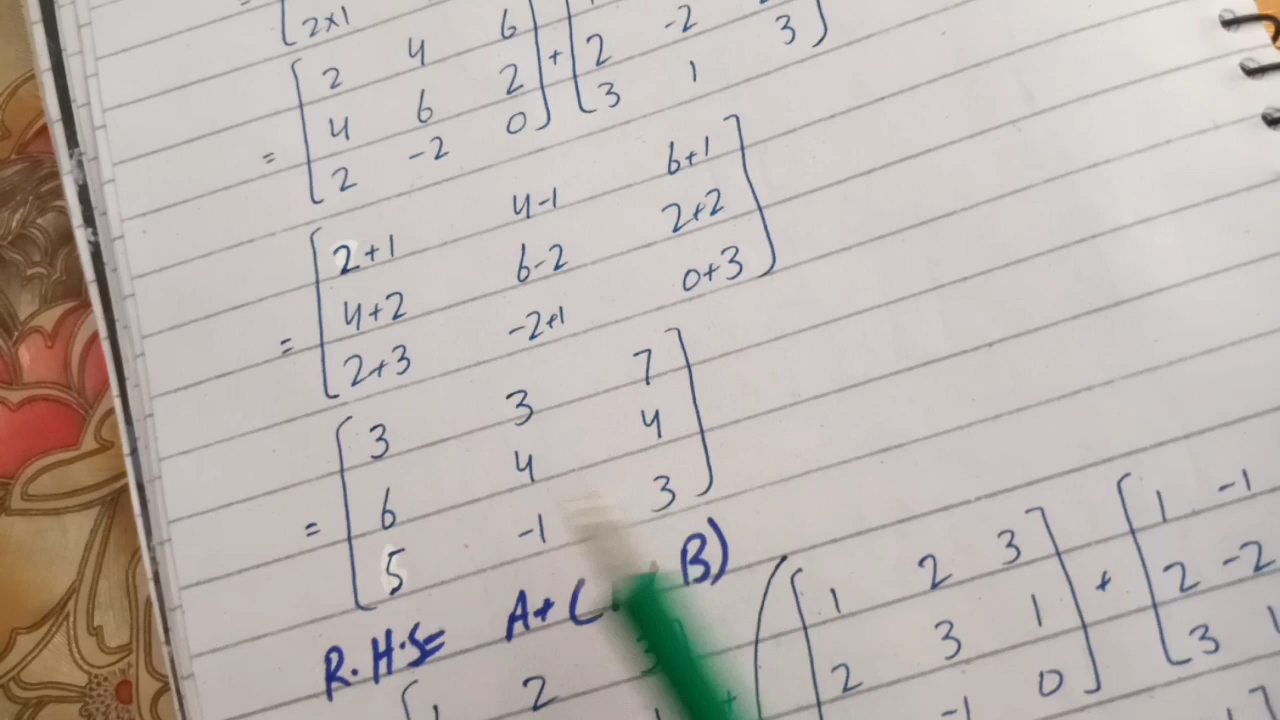 2x1
= [ 2 4 6
4 6 2
2 -2 0 ] + [
2 -2
3 1 3 ]
= [ 2+1 4-1 6+1
4+2 6-2 2+2
2+3 -2+1 0+3 ]
= [ 3 3 7
6 4 4
5 -1 3 ]
R.H.S= A+( B)
[ 1 2 + ( [ 1 2 3
2 3 1
-1 0 ] + [ 1 -1
2 -2
3 1